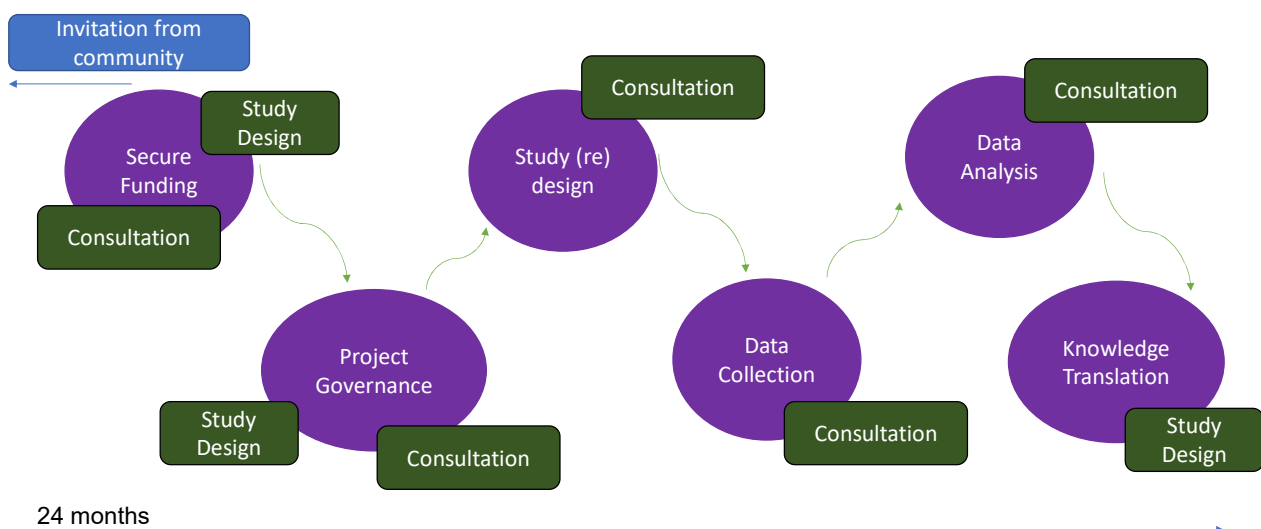 Invitation from
community
Study
Design
Secure
Funding
Consultation
Project
Governance
Study
Design
Consultation
Consultation
Study (re)
design
Data
Collection
Consultation
Consultation
Data
Analysis
Knowledge
Translation
Study
Design
24 months